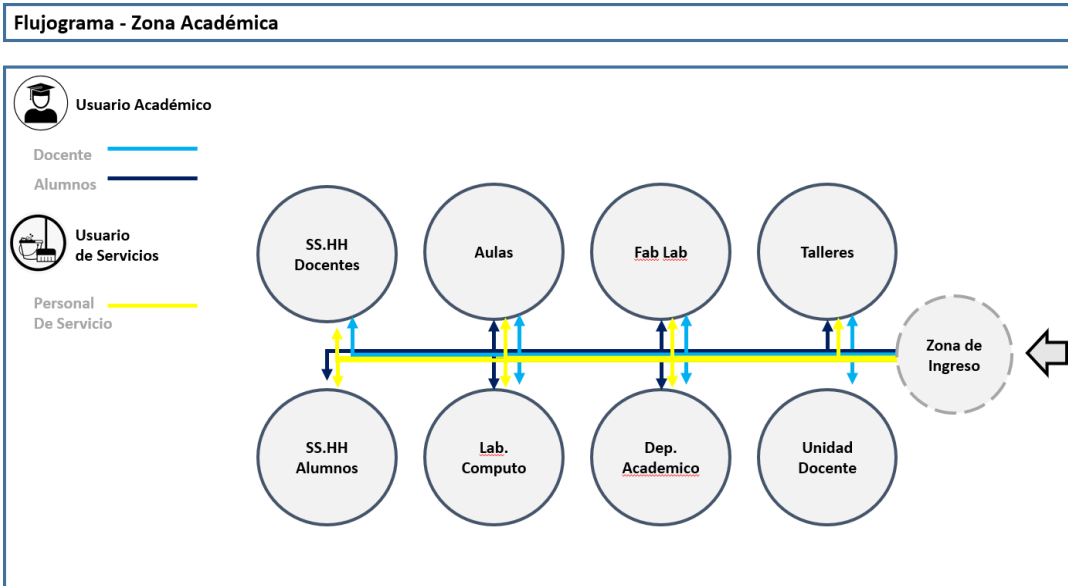 Flujograma - Zona Académica
Usuario Académico
Docente
Alumnos
Usuario
de Servicios
Personal
De Servicio
SS.HH
Docentes
Aulas
Fab Lab
Talleres
Zona de
Ingreso
SS.HH
Alumnos
Lab.
Computo
Dep.
Academico
Unidad
Docente